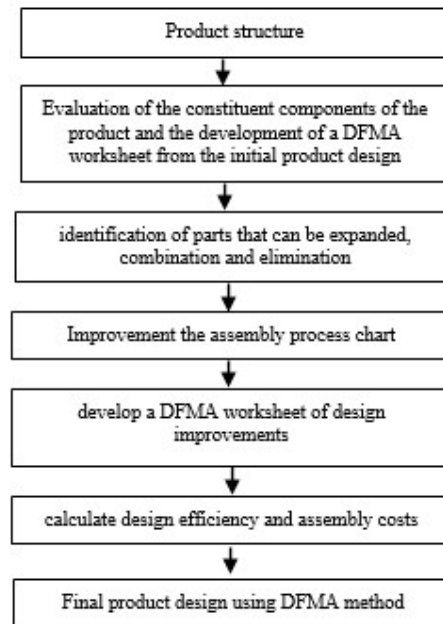 Product structure
Evaluation of the constituent components of the
product and the development of a DFMA
worksheet from the initial product design
identification of parts that can be expanded,
combination and elimination
Improvement the assembly process chart
develop a DFMA worksheet of design
improvements
calculate design efficiency and assembly costs
Final product design using DFMA method